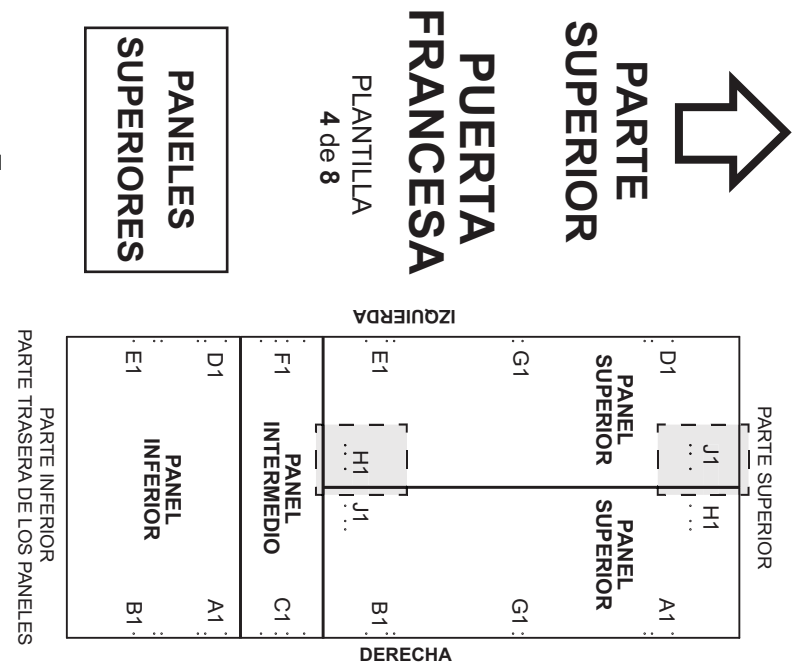 PARTE
SUPERIOR
PUERTA
FRANCESA
PLANTILLA
4 de 8
PANELES
SUPERIORES
PARTE SUPERIOR
IZQUIERDA
DERECHA
J1 H1
D1 A1
PANEL
SUPERIOR
PANEL
SUPERIOR
G1 G1
E1 B1
H1 J1
F1 C1
PANEL
INTERMEDIO
D1 A1
PANEL
INFERIOR
E1 B1
PARTE INFERIOR
PARTE TRASERA DE LOS PANELES